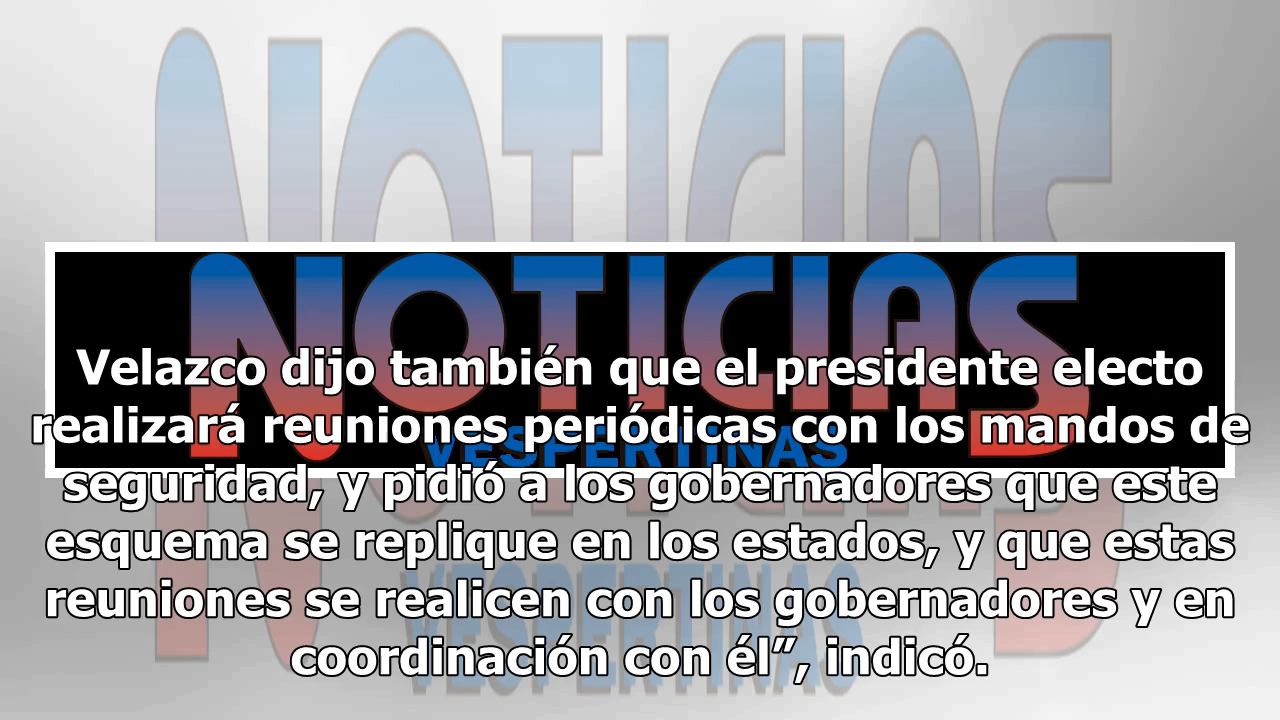 NOTICIAS
VESPERTINAS
Velazco dijo también que el presidente electo
realizará reuniones periódicas con los mandos de
seguridad, y pidió a los gobernadores que este
esquema se replique en los estados, y que estas
reuniones se realicen con los gobernadores y en
coordinación con él”, indicó.
NOTICIAS
VESPERTINAS